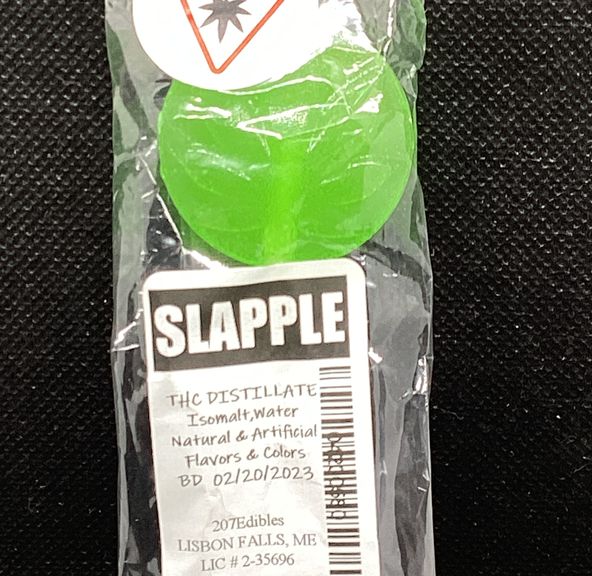 SLAPPLE
THC DISTILLATE
Isomalt,Water
Natural & Artificial
Flavors & Colors
BD 02/20/2023
207Edibles
LISBON FALLS, ME
LIC # 2-35696